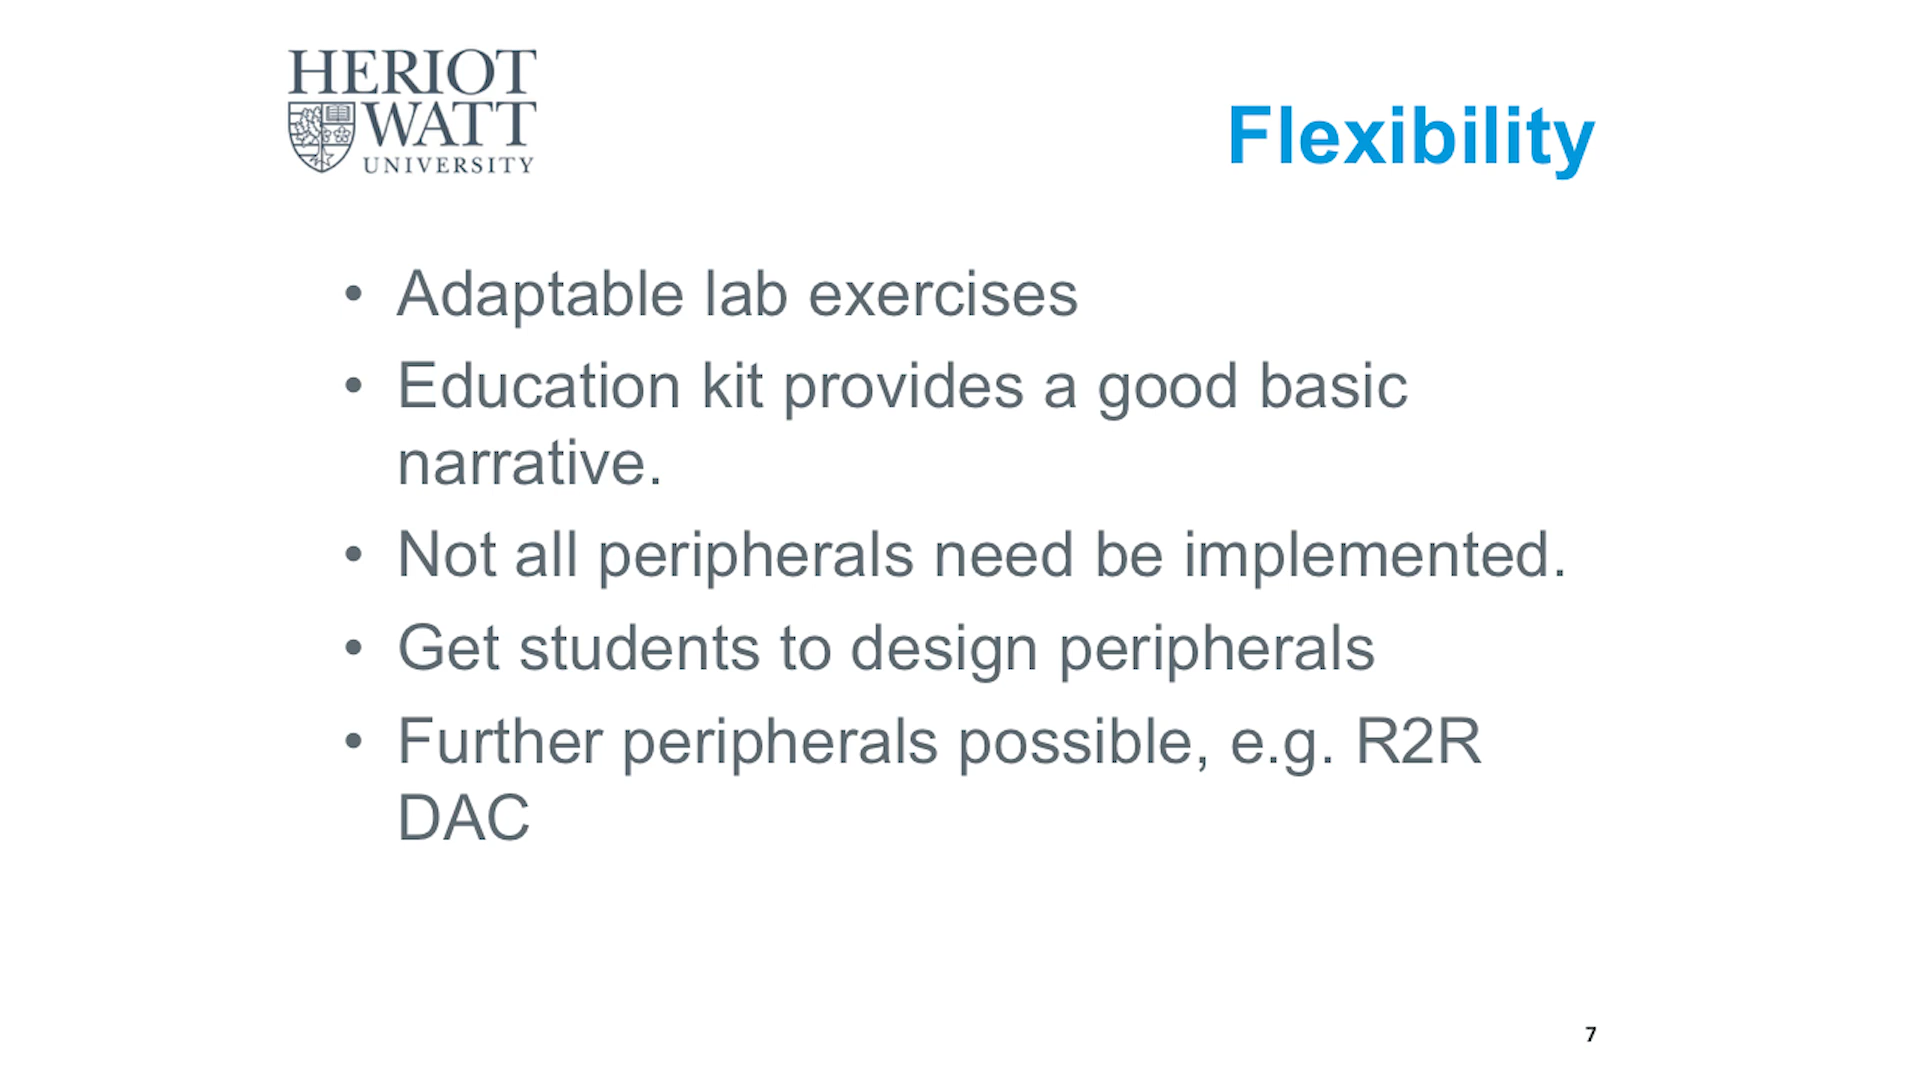 HERIOT
WATT
UNIVERSITY
Flexibility
• Adaptable lab exercises
• Education kit provides a good basic
narrative.
• Not all peripherals need be implemented.
• Get students to design peripherals
• Further peripherals possible, e.g. R2R
DAC
7